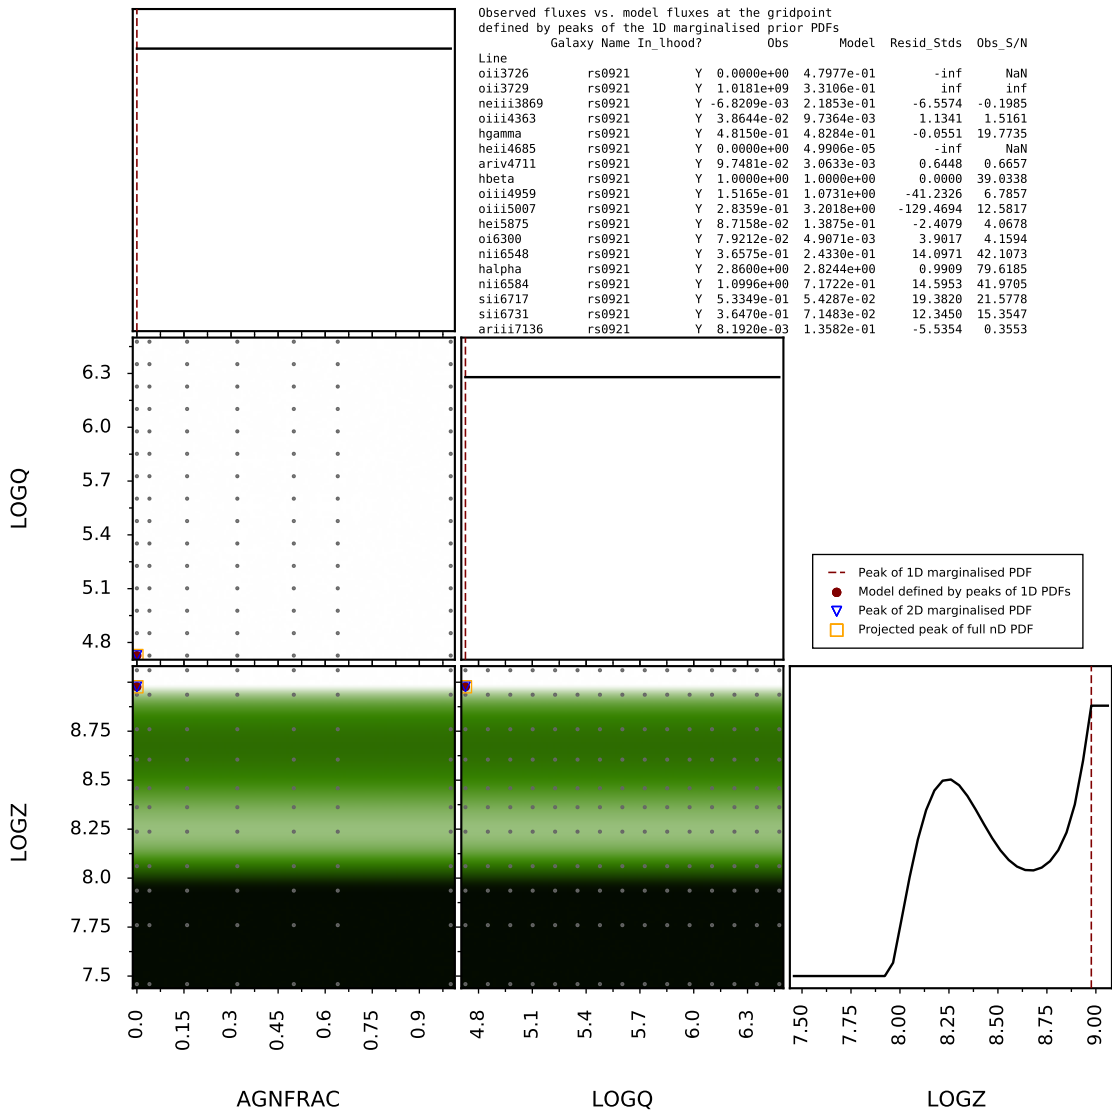 Observed fluxes vs. model fluxes at the gridpoint
defined by peaks of the 1D marginalised prior PDFs
Galaxy Name In_lhood? Obs Model Resid_Stds Obs_S/N
Line
oii3726 rs0921 Y 0.0000e+00 4.7977e-01 -inf NaN
oii3729 rs0921 Y 1.0181e+09 3.3106e-01 inf inf
neiii3869 rs0921 Y -6.8209e-03 2.1853e-01 -6.5574 -0.1985
oiii4363 rs0921 Y 3.8644e-02 9.7364e-03 1.1341 1.5161
hgamma rs0921 Y 4.8150e-01 4.8284e-01 -0.0551 19.7735
heii4685 rs0921 Y 0.0000e+00 4.9906e-05 -inf NaN
ariv4711 rs0921 Y 9.7481e-02 3.0633e-03 0.6448 0.6657
hbeta rs0921 Y 1.0000e+00 1.0000e+00 0.0000 39.0338
oiii4959 rs0921 Y 1.5165e-01 1.0731e+00 -41.2326 6.7857
oiii5007 rs0921 Y 2.8359e-01 3.2018e+00 -129.4694 12.5817
hei5875 rs0921 Y 8.7158e-02 1.3875e-01 -2.4079 4.0678
oi6300 rs0921 Y 7.9212e-02 4.9071e-03 3.9017 4.1594
nii6548 rs0921 Y 3.6575e-01 2.4330e-01 14.0971 42.1073
halpha rs0921 Y 2.8600e+00 2.8244e+00 0.9909 79.6185
nii6584 rs0921 Y 1.0996e+00 7.1722e-01 14.5953 41.9705
sii6717 rs0921 Y 5.3349e-01 5.4287e-02 19.3820 21.5778
sii6731 rs0921 Y 3.6470e-01 7.1483e-02 12.3450 15.3547
ariii7136 rs0921 Y 8.1920e-03 1.3582e-01 -5.5354 0.3553
6.3
6.0
5.7
5.4
5.1
4.8
LOGQ
Peak of 1D marginalised PDF
Model defined by peaks of 1D PDFs
Peak of 2D marginalised PDF
Projected peak of full nD PDF
8.75
8.5
8.25
8.0
7.75
7.5
LOGZ
0.0 0.15 0.3 0.45 0.6 0.75 0.9
4.8 5.1 5.4 5.7 6.0 6.3
7.50 7.75 8.00 8.25 8.50 8.75 9.00
AGNFRAC LOGQ LOGZ